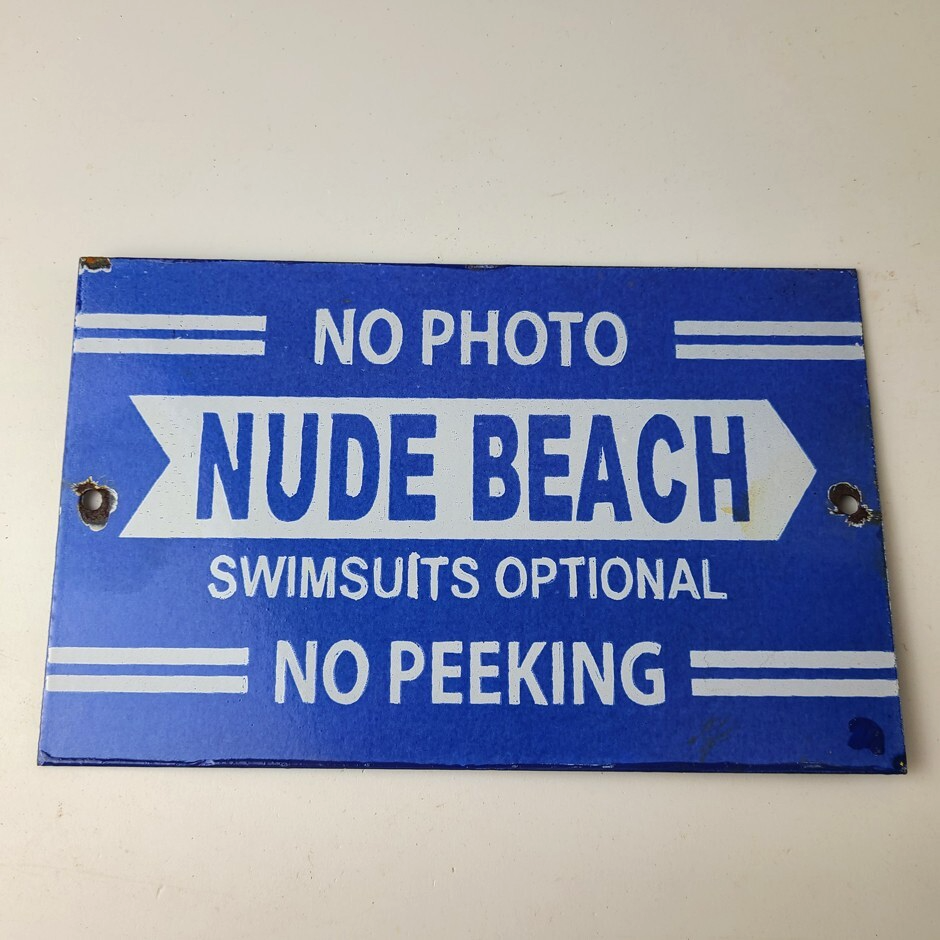 NO PHOTO
NUDE BEACH
SWIMSUITS OPTIONAL
NO PEEKING